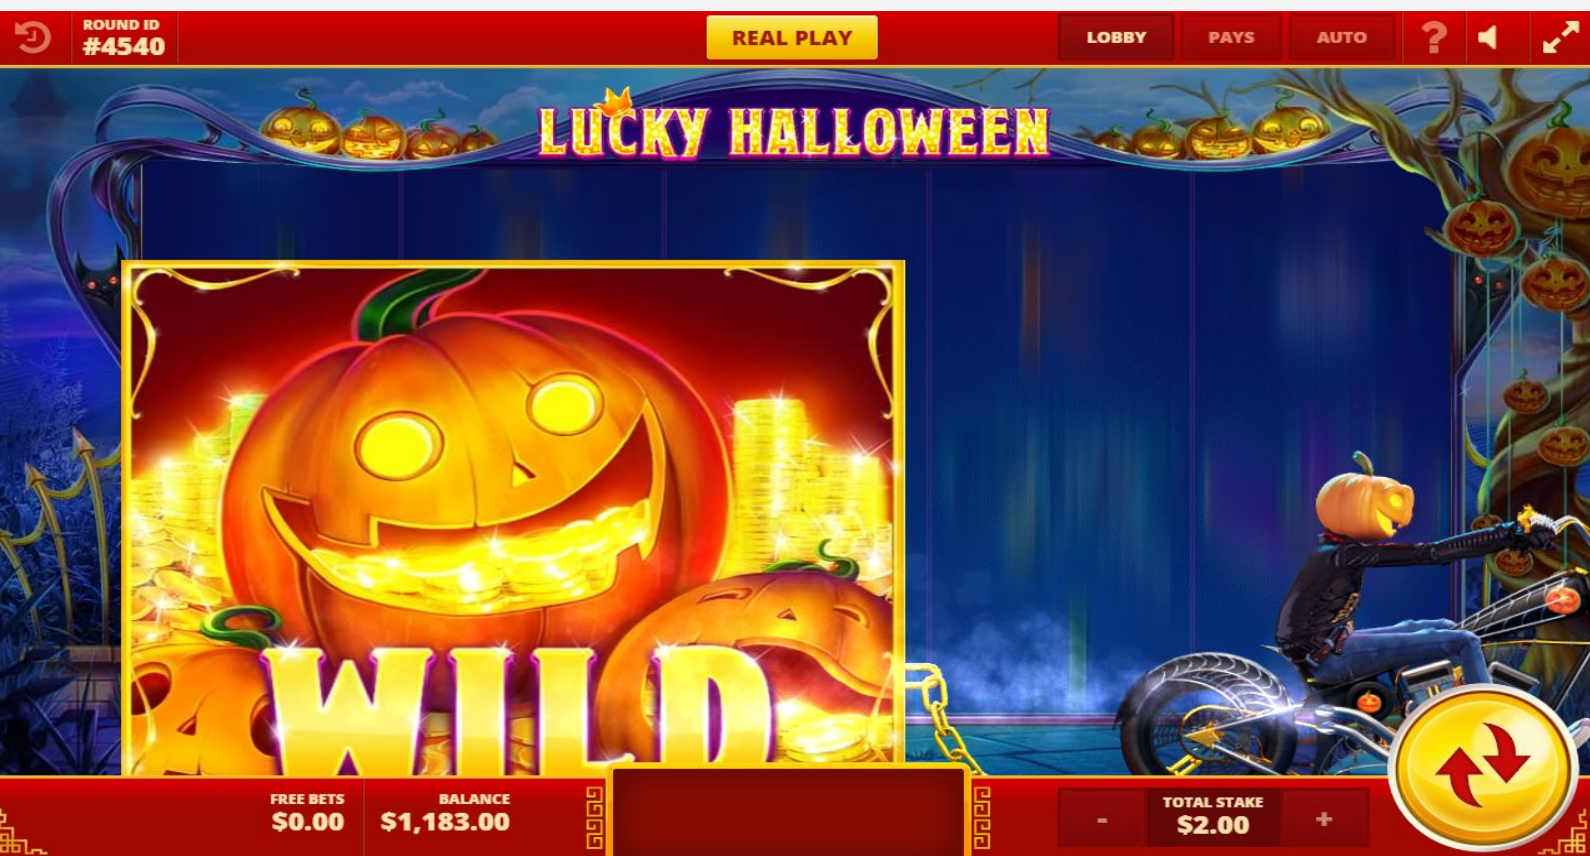 ROUND ID
#4540
REAL PLAY
LOBBY
PAYS
AUTO
?
LUCKY HALLOWEEN
WILD
FREE BETS
$0.00
BALANCE
$1,183.00
-
TOTAL STAKE
$2.00
+